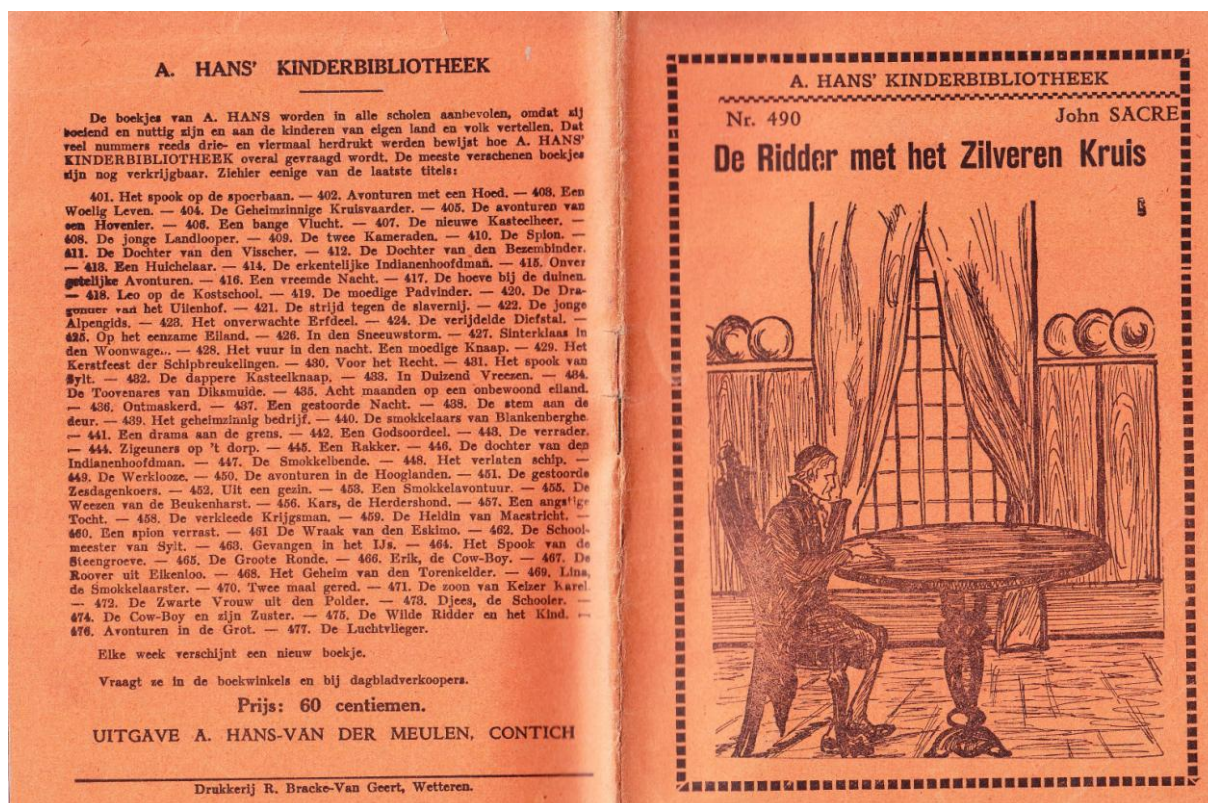 A. HANS' KINDERBIBLIOTHEEK
De boekjes van A. HANS worden in alle scholen aanbevolen, omdat zij
boeiend en nuttig zijn en aan de kinderen van eigen land en volk vertellen. Dat
veel nummers reeds drie- en viermaal herdrukt werden bewijst hoe A. HANS'
KINDERBIBLIOTHEEK overal gevraagd wordt. De meeste verschenen boekjes
zijn nog verkrijgbaar. Ziehier eenige van de laatste titels:
401. Het spook op de spoorbaan. — 402. Avonturen met een Hoed. — 403. Een
Woelig Leven. — 404. De Geheimzinnige Kruisvaarder. — 405. De avonturen van
een Hovenier. — 406. Een bange Vlucht. — 407. De nieuwe Kasteelheer. —
408. De jonge Landlooper. — 409. De twee Kameraden. — 410. De Spion. —
411. De Dochter van den Visscher. — 412. De Dochter van den Bezembinder.
— 413. Een Huichelaar. — 414. De erkentelijke Indianenhoofdman. — 415. Onver
getelijke Avonturen. — 416. Een vreemde Nacht. — 417. De hoeve bij de duinen.
— 418. Leo op de Kostschool. — 419. De moedige Padvinder. — 420. De Dra-
gonder van het Uilenhof. — 421. De strijd tegen de slavernij. — 422. De jonge
Alpengids. — 423. Het onverwachte Erfdeel. — 424. De verijdelde Diefstal. —
425. Op het eenzame Eiland. — 426. In den Sneeuwstorm. — 427. Sinterklaas in
den Woonwage... — 428. Het vuur in den nacht. Een moedige Knaap. — 429. Het
Kerstfeest der Schipbreukelingen. — 430. Voor het Recht. — 431. Het spook van
Sylt. — 432. De dappere Kasteelknaap. — 433. In Duizend Vreezen. — 434.
De Toovenares van Diksmuide. — 435. Acht maanden op een onbewoond eiland.
— 436. Ontmaskerd. — 437. Een gestoorde Nacht. — 438. De stem aan de
deur. — 439. Het geheimzinnig bedrijf. — 440. De smokkelaars van Blankenberghe.
— 441. Een drama aan de grens. — 442. Een Godsoordeel. — 443. De verrader.
— 444. Zigeuners op 't dorp. — 445. Een Rakker. — 446. De dochter van den
Indianenhoofdman. — 447. De Smokkelbende. — 448. Het verlaten schip. —
449. De Werklooze. — 450. De avonturen in de Hooglanden. — 451. De gestoorde
Zesdagenkoers. — 452. Uit een gezin. — 453. Een Smokkelavontuur. — 455. De
Weezen van de Beukenharst. — 456. Kars, de Herdershond. — 457. Een angstige
Tocht. — 458. De verkleede Krijgsman. — 459. De Heldin van Maestricht. —
460. Een spion verrast. — 461 De Wraak van den Eskimo. — 462. De School-
meester van Sylt. — 463. Gevangen in het IJs. — 464. Het Spook van de
Steengroeve. — 465. De Groote Ronde. — 466. Erik, de Cow-Boy. — 467. De
Roover uit Elkenloo. — 468. Het Geheim van den Torenkelder. — 469. Lina,
de Smokkelaarster. — 470. Twee maal gered. — 471. De zoon van Keizer Karel
— 472. De Zwarte Vrouw uit den Polder. — 473. Djees, de Schooier. —
474. De Cow-Boy en zijn Zuster. — 475. De Wilde Ridder en het Kind. —
476. Avonturen in de Grot. — 477. De Luchtvlieger.
Elke week verschijnt een nieuw boekje.
Vraagt ze in de boekwinkels en bij dagbladverkoopers.
Prijs: 60 centiemen.
UITGAVE A. HANS-VAN DER MEULEN, CONTICH
Drukkerij R. Bracke-Van Geert, Wetteren.
A. HANS' KINDERBIBLIOTHEEK
Nr. 490 John SACRE
De Ridder met het Zilveren Kruis